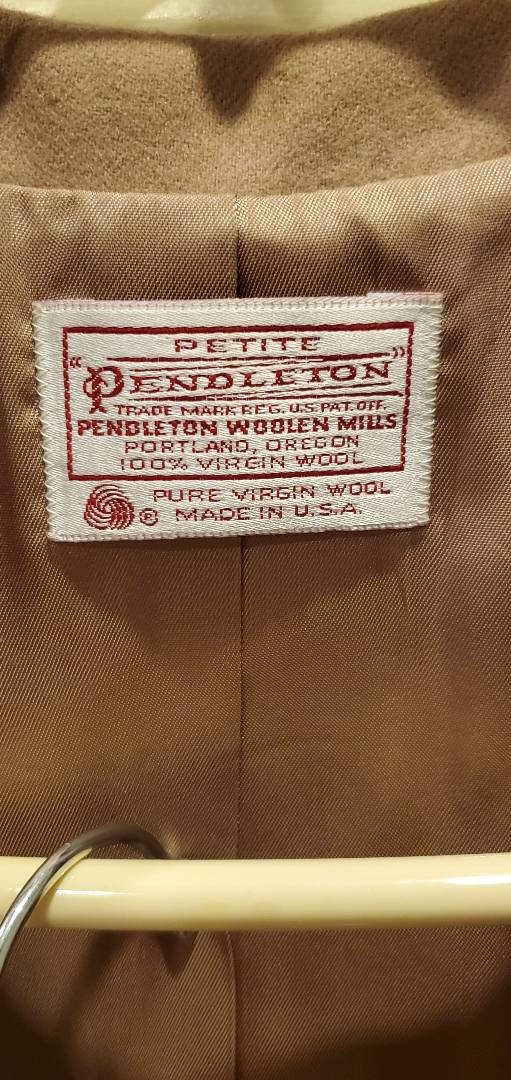 PETITE
"PENDLETON"
TRADE MARK REG. U.S. PAT. OFF.
PENDLETON WOOLEN MILLS
PORTLAND, OREGON
100% VIRGIN WOOL
PURE VIRGIN WOOL
® MADE IN U.S.A.